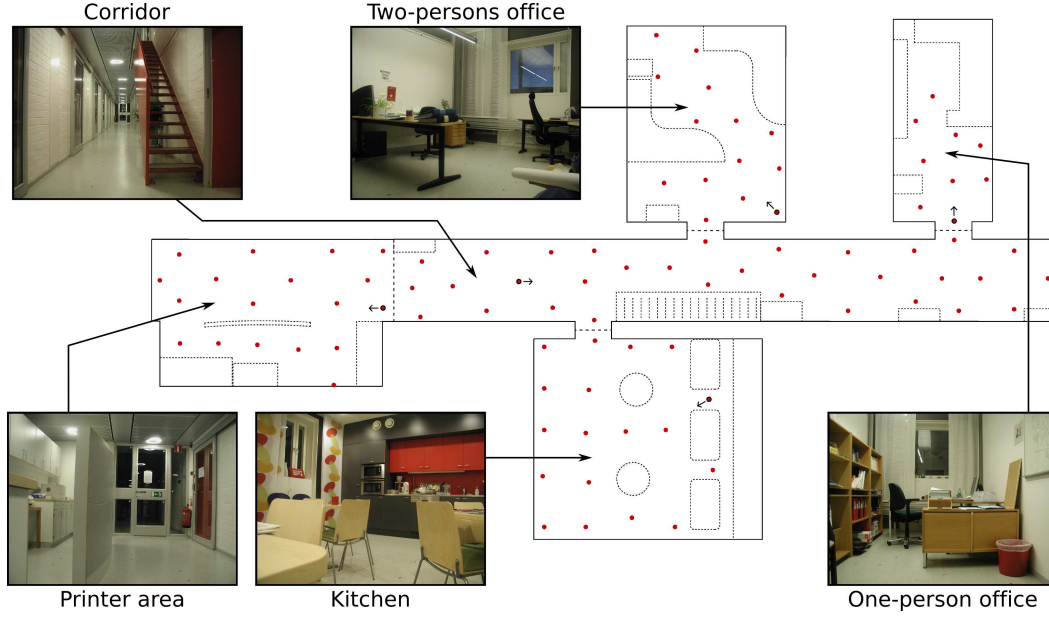 Corridor
Two-persons office
Printer area
Kitchen
One-person office